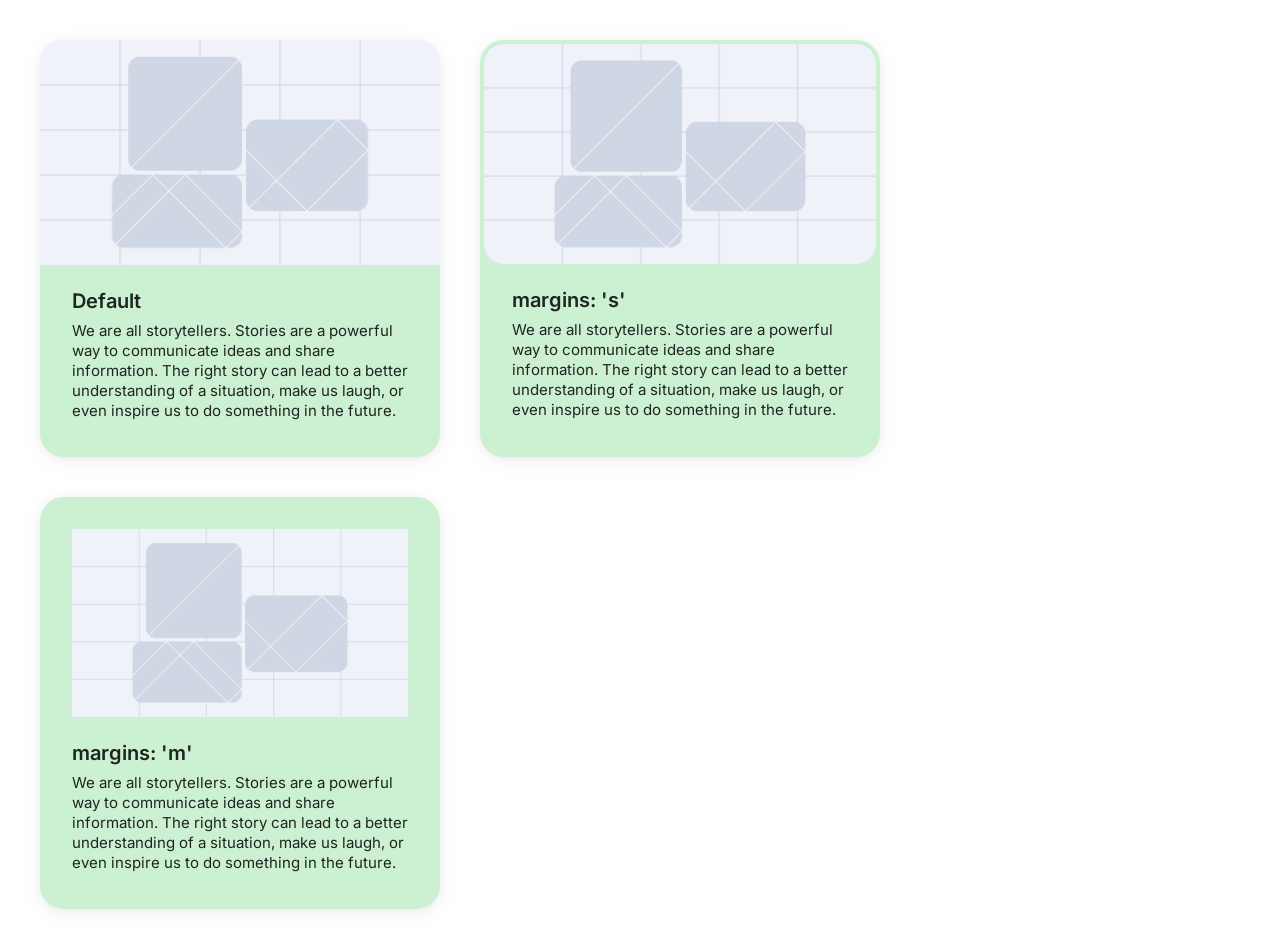 Default
We are all storytellers. Stories are a powerful
way to communicate ideas and share
information. The right story can lead to a better
understanding of a situation, make us laugh, or
even inspire us to do something in the future.
margins: 's'
We are all storytellers. Stories are a powerful
way to communicate ideas and share
information. The right story can lead to a better
understanding of a situation, make us laugh, or
even inspire us to do something in the future.
margins: 'm'
We are all storytellers. Stories are a powerful
way to communicate ideas and share
information. The right story can lead to a better
understanding of a situation, make us laugh, or
even inspire us to do something in the future.